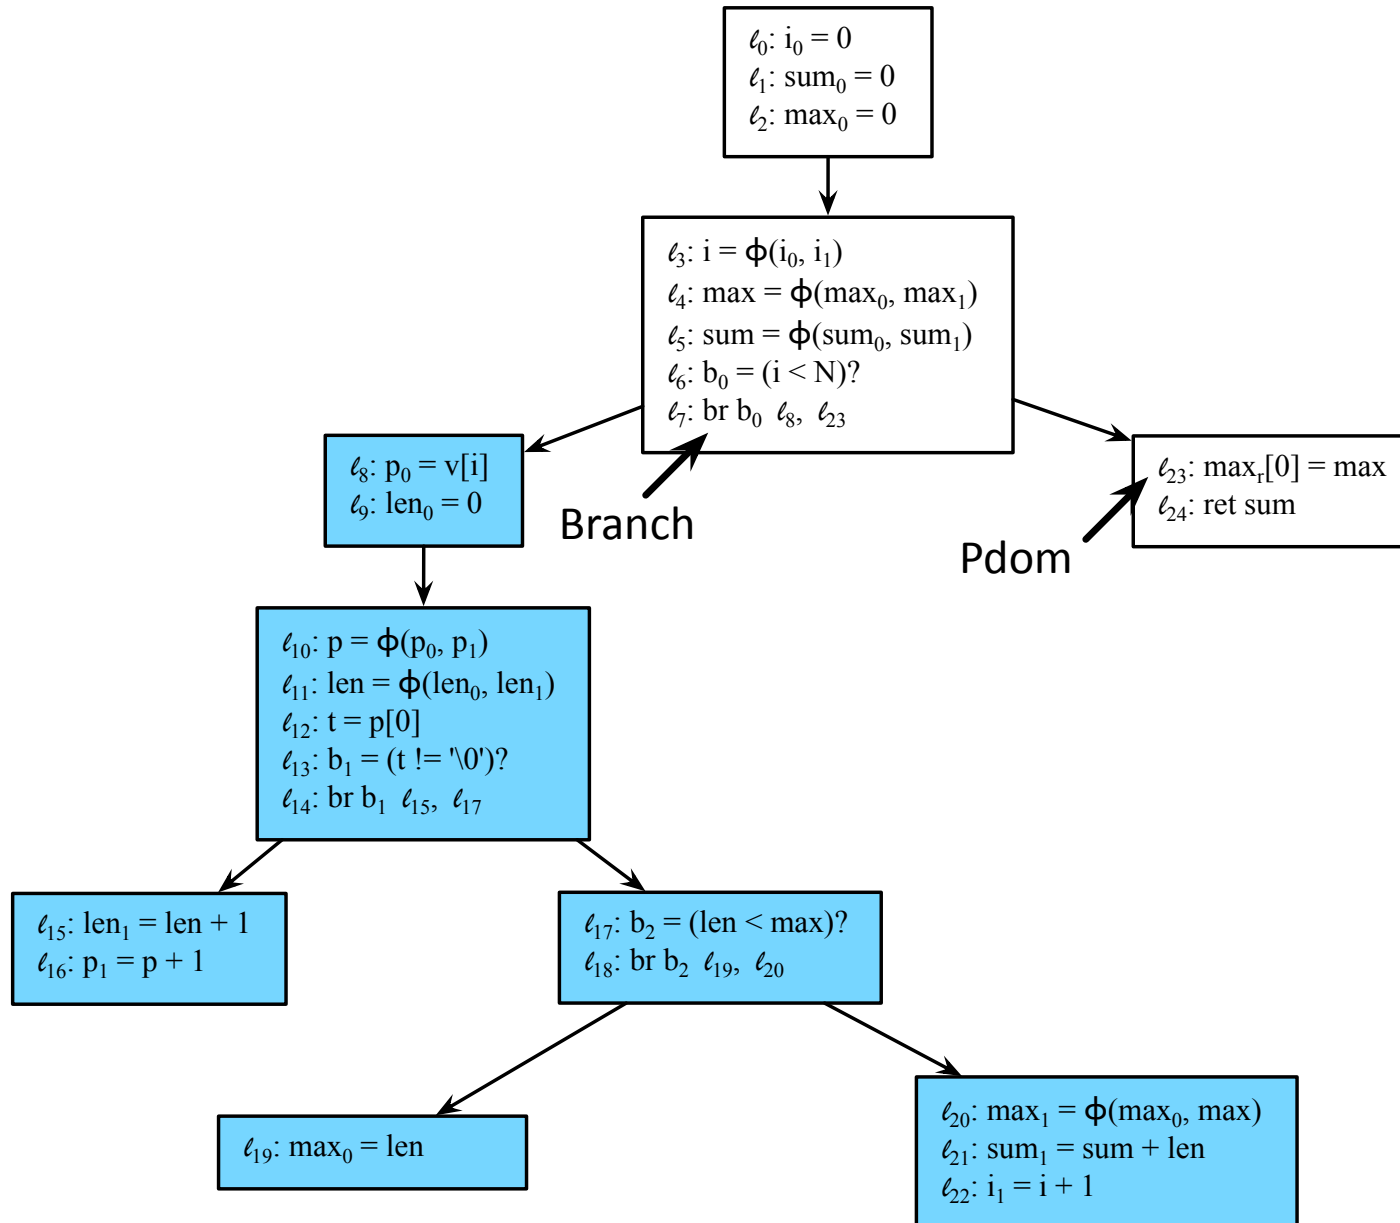 ℓ₀: i₀ = 0
ℓ₁: sum₀ = 0
ℓ₂: max₀ = 0
ℓ₃: i = ϕ(i₀, i₁)
ℓ₄: max = ϕ(max₀, max₁)
ℓ₅: sum = ϕ(sum₀, sum₁)
ℓ₆: b₀ = (i < N)?
ℓ₇: br b₀ ℓ₈, ℓ₂₃
Branch
ℓ₈: p₀ = v[i]
ℓ₉: len₀ = 0
ℓ₂₃: maxᵣ[0] = max
ℓ₂₄: ret sum
Pdom
ℓ₁₀: p = ϕ(p₀, p₁)
ℓ₁₁: len = ϕ(len₀, len₁)
ℓ₁₂: t = p[0]
ℓ₁₃: b₁ = (t != '\0')?
ℓ₁₄: br b₁ ℓ₁₅, ℓ₁₇
ℓ₁₅: len₁ = len + 1
ℓ₁₆: p₁ = p + 1
ℓ₁₇: b₂ = (len < max)?
ℓ₁₈: br b₂ ℓ₁₉, ℓ₂₀
ℓ₁₉: max₀ = len
ℓ₂₀: max₁ = ϕ(max₀, max)
ℓ₂₁: sum₁ = sum + len
ℓ₂₂: i₁ = i + 1